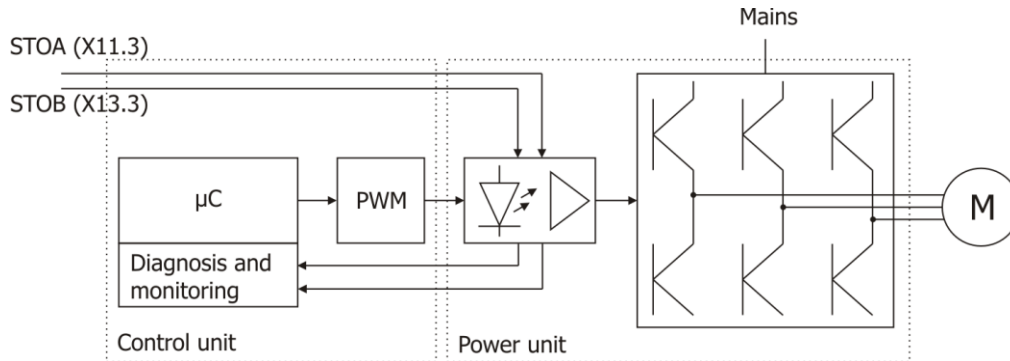 Mains
STOA (X11.3)
STOB (X13.3)
µC
PWM
M
Diagnosis and
monitoring
Control unit
Power unit